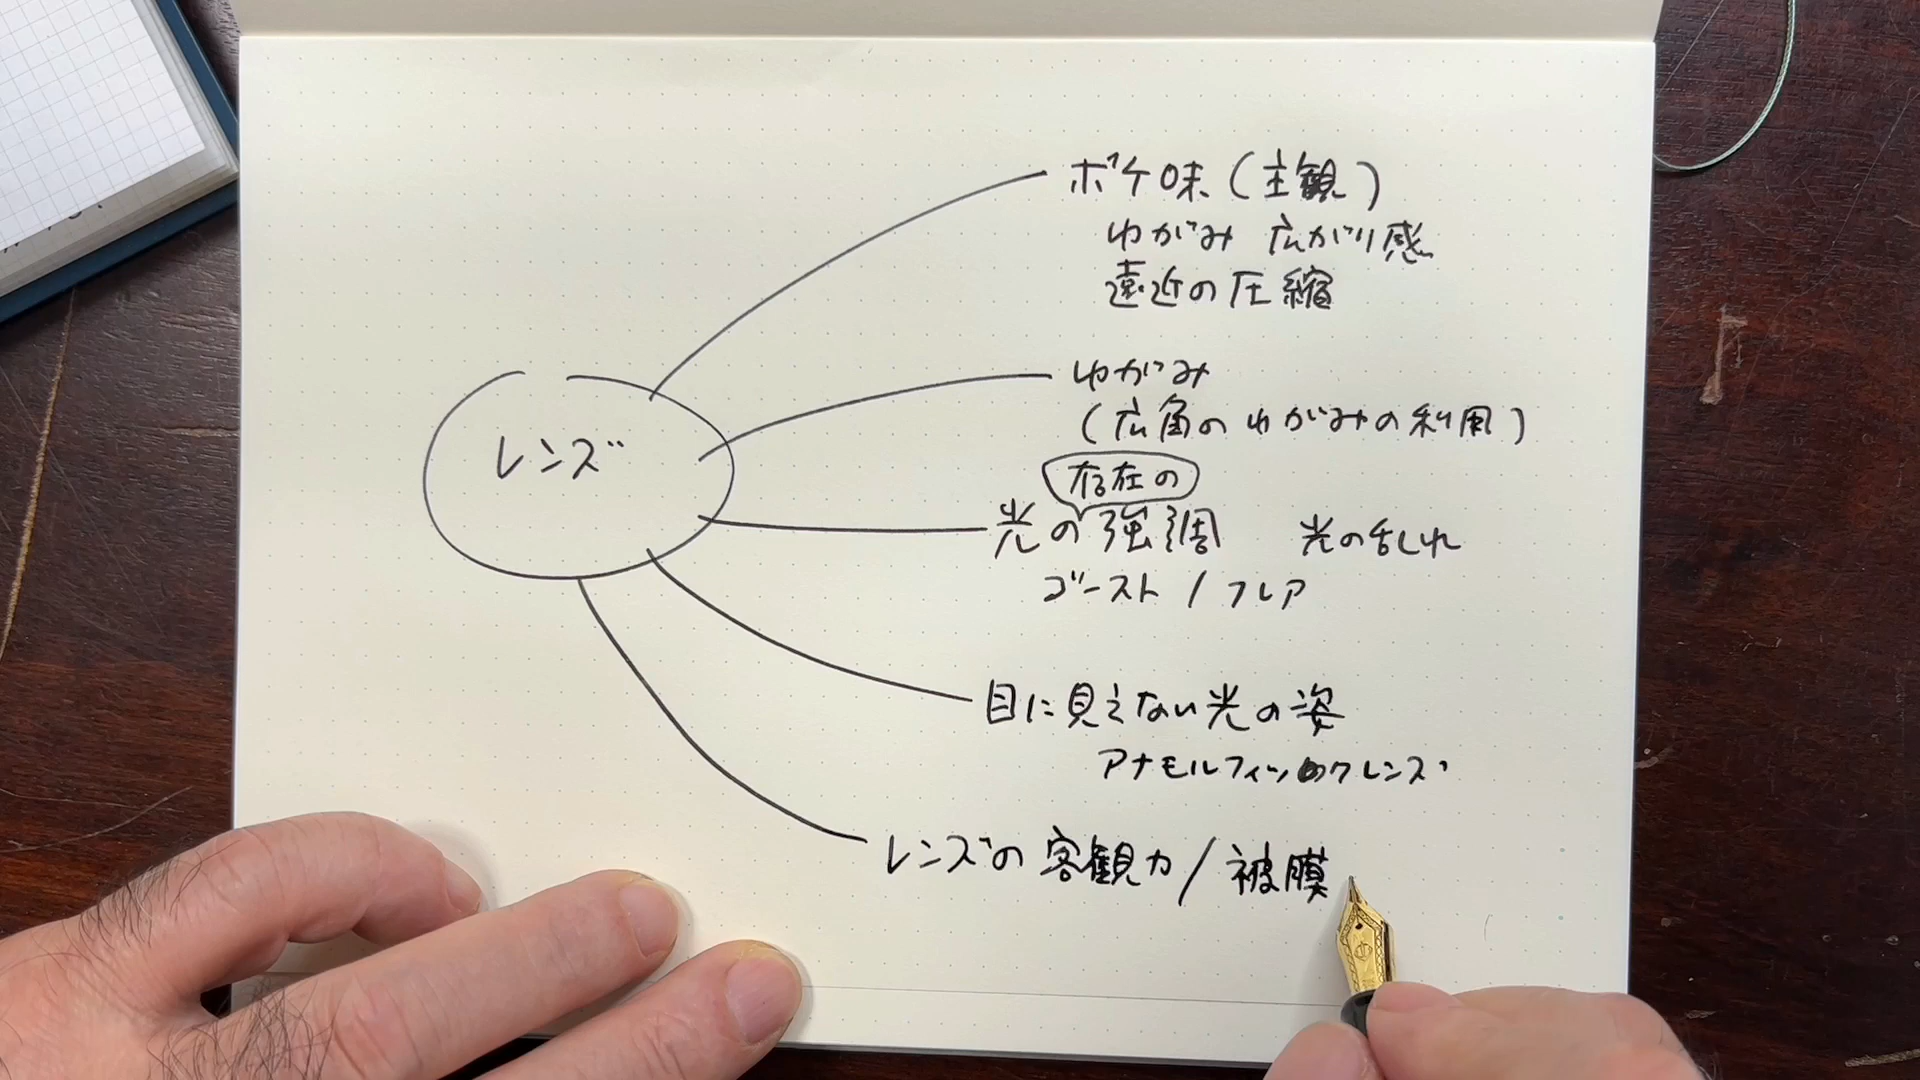 レンズ
ボケ味(主観)
ゆがみ 広がり感
遠近の圧縮
ゆがみ
(広角のゆがみの利用)
存在の
光の強調 光の乱れ
ゴースト/フレア
目に見えない光の姿
アナモルフィックレンズ
レンズの客観力/被膜